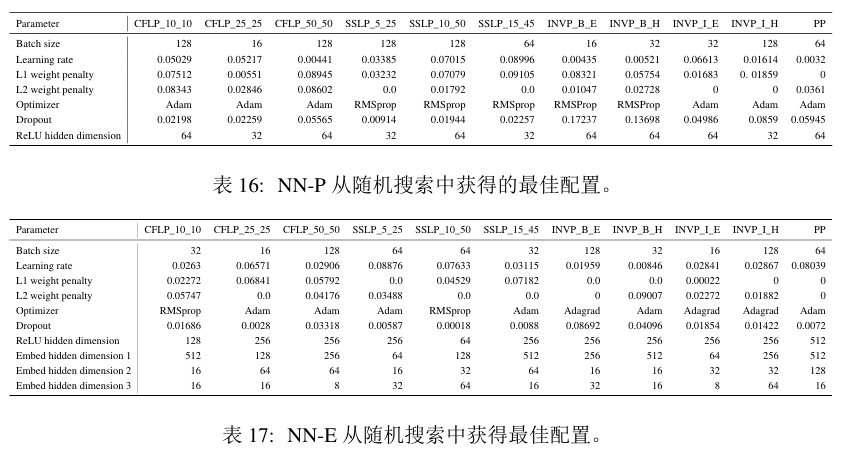 Parameter CFLP_10_10 CFLP_25_25 CFLP_50_50 SSLP_5_25 SSLP_10_50 SSLP_15_45 INVP_B_E INVP_B_H INVP_I_E INVP_I_H PP
Batch size 128 16 128 128 128 64 16 32 32 128 64
Learning rate 0.05029 0.05217 0.00441 0.03385 0.07015 0.08996 0.00435 0.00521 0.06613 0.01614 0.0032
L1 weight penalty 0.07512 0.00551 0.08945 0.03232 0.07079 0.09105 0.08321 0.05754 0.01683 0. 01859 0
L2 weight penalty 0.08343 0.02846 0.08602 0.0 0.01792 0.0 0.01047 0.02728 0 0 0.0361
Optimizer Adam Adam Adam RMSprop RMSprop RMSprop RMSprop RMSprop Adam Adam Adam
Dropout 0.02198 0.02259 0.05565 0.00914 0.01944 0.02257 0.17237 0.13698 0.04986 0.0859 0.05945
ReLU hidden dimension 64 32 64 32 64 32 64 64 64 32 64
表 16: NN-P 从随机搜索中获得的最佳配置。
Parameter CFLP_10_10 CFLP_25_25 CFLP_50_50 SSLP_5_25 SSLP_10_50 SSLP_15_45 INVP_B_E INVP_B_H INVP_I_E INVP_I_H PP
Batch size 32 16 128 64 64 32 128 32 16 128 64
Learning rate 0.0263 0.06571 0.02906 0.08876 0.07633 0.03115 0.01959 0.00846 0.02841 0.02867 0.08039
L1 weight penalty 0.02272 0.06841 0.05792 0.0 0.04529 0.07182 0.0 0.0 0.00022 0 0
L2 weight penalty 0.05747 0.0 0.04176 0.03488 0.0 0.0 0 0.09007 0.02272 0.01882 0
Optimizer RMSprop Adam Adam Adam RMSprop Adam Adagrad Adam Adagrad Adagrad Adam
Dropout 0.01686 0.0028 0.03318 0.00587 0.00018 0.0088 0.08692 0.04096 0.01854 0.01422 0.0072
ReLU hidden dimension 128 256 256 256 64 256 256 256 256 256 512
Embed hidden dimension 1 512 128 256 64 128 512 256 512 64 256 512
Embed hidden dimension 2 16 64 64 16 32 64 16 16 32 32 128
Embed hidden dimension 3 16 16 8 32 64 16 32 16 8 64 16
表 17: NN-E 从随机搜索中获得最佳配置。